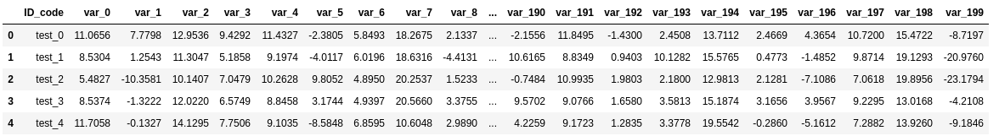 ID_code var_0 var_1 var_2 var_3 var_4 var_5 var_6 var_7 var_8 ... var_190 var_191 var_192 var_193 var_194 var_195 var_196 var_197 var_198 var_199
0 test_0 11.0656 7.7798 12.9536 9.4292 11.4327 -2.3805 5.8493 18.2675 2.1337 ... -2.1556 11.8495 -1.4300 2.4508 13.7112 2.4669 4.3654 10.7200 15.4722 -8.7197
1 test_1 8.5304 1.2543 11.3047 5.1858 9.1974 -4.0117 6.0196 18.6316 -4.4131 ... 10.6165 8.8349 0.9403 10.1282 15.5765 0.4773 -1.4852 9.8714 19.1293 -20.9760
2 test_2 5.4827 -10.3581 10.1407 7.0479 10.2628 9.8052 4.8950 20.2537 1.5233 ... -0.7484 10.9935 1.9803 2.1800 12.9813 2.1281 -7.1086 7.0618 19.8956 -23.1794
3 test_3 8.5374 -1.3222 12.0220 6.5749 8.8458 3.1744 4.9397 20.5660 3.3755 ... 9.5702 9.0766 1.6580 3.5813 15.1874 3.1656 3.9567 9.2295 13.0168 -4.2108
4 test_4 11.7058 -0.1327 14.1295 7.7506 9.1035 -8.5848 6.8595 10.6048 2.9890 ... 4.2259 9.1723 1.2835 3.3778 19.5542 -0.2860 -5.1612 7.2882 13.9260 -9.1846